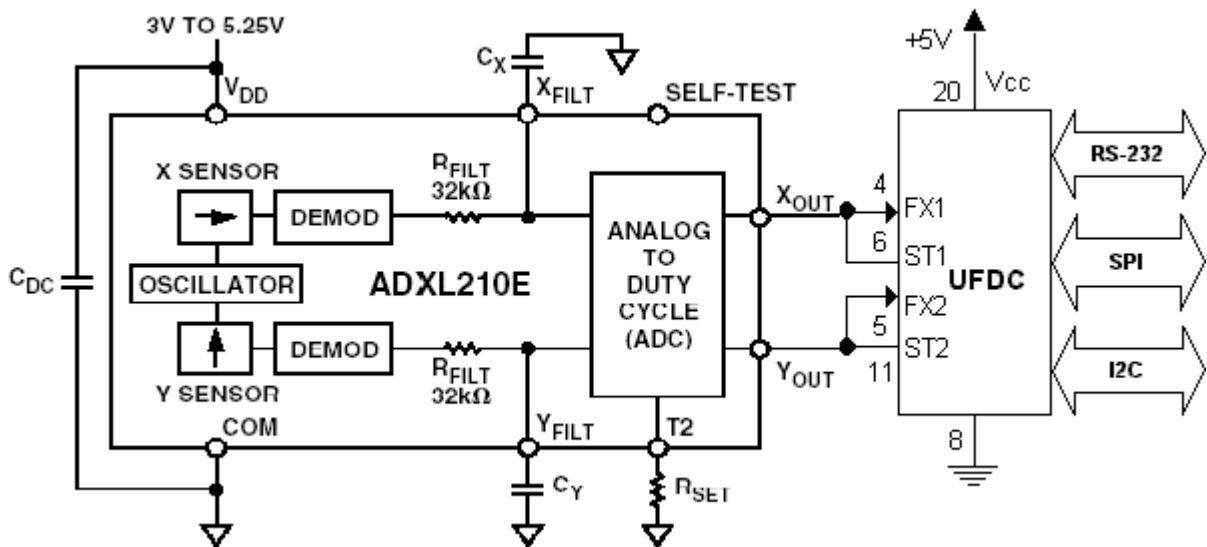 3V TO 5.25V
+5V
C_X
V_DD
X_FILT
SELF-TEST
20
Vcc
X SENSOR
R_FILT
32kΩ
DEMOD
OSCILLATOR
C_DC
ADXL210E
ANALOG
TO
DUTY
CYCLE
(ADC)
X_OUT
4
FX1
6
ST1
UFDC
FX2
5
ST2
11
Y_OUT
RS-232
SPI
I2C
DEMOD
R_FILT
32kΩ
Y SENSOR
COM
Y_FILT
T2
8
C_Y
R_SET